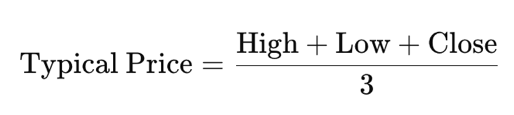 Typical Price = High + Low + Close
3